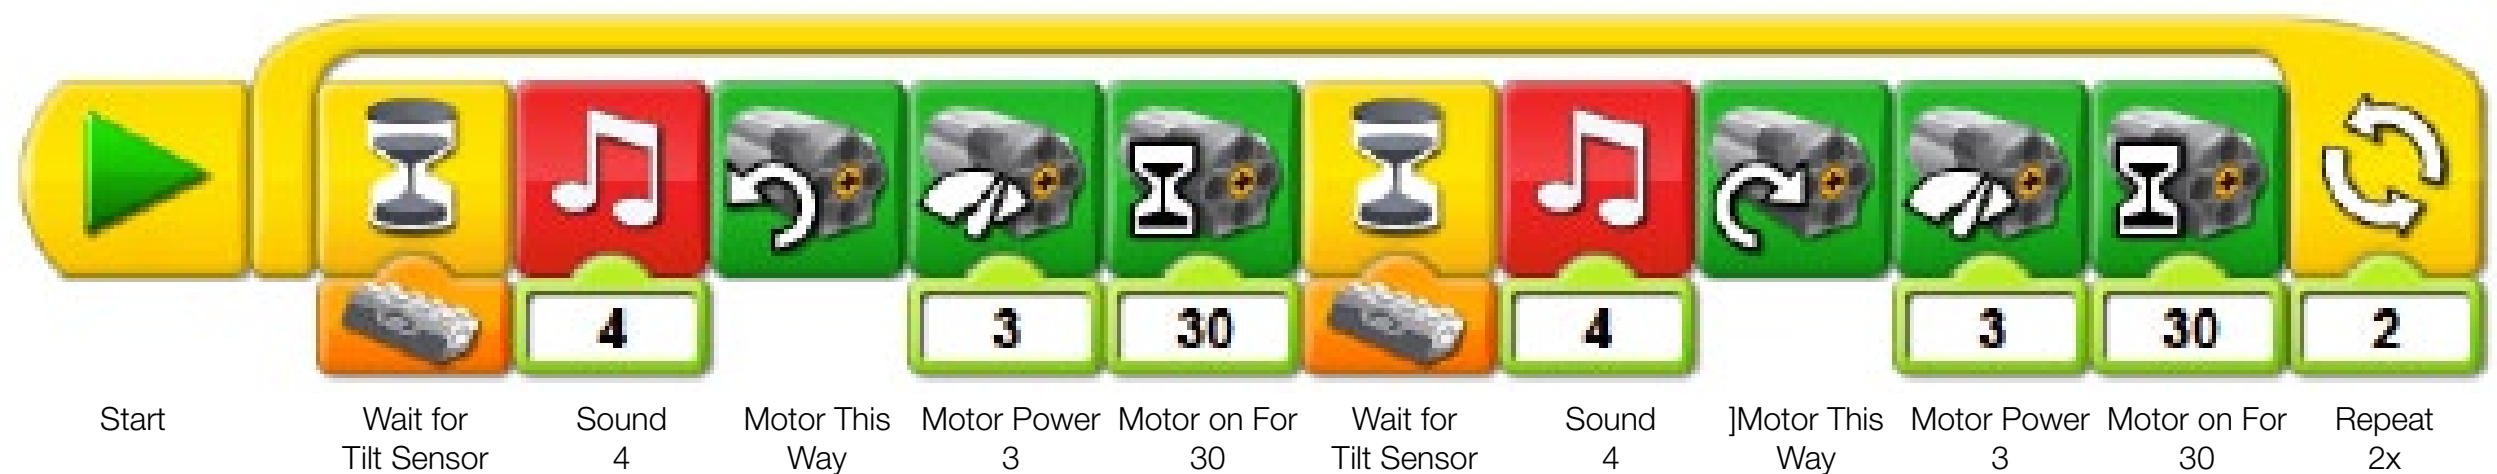 4 3 30 4 3 30 2
Start Wait for Sound Motor This Motor Power Motor on For Wait for Sound ]Motor This Motor Power Motor on For Repeat
Tilt Sensor 4 Way 3 30 Tilt Sensor 4 Way 3 30 2x